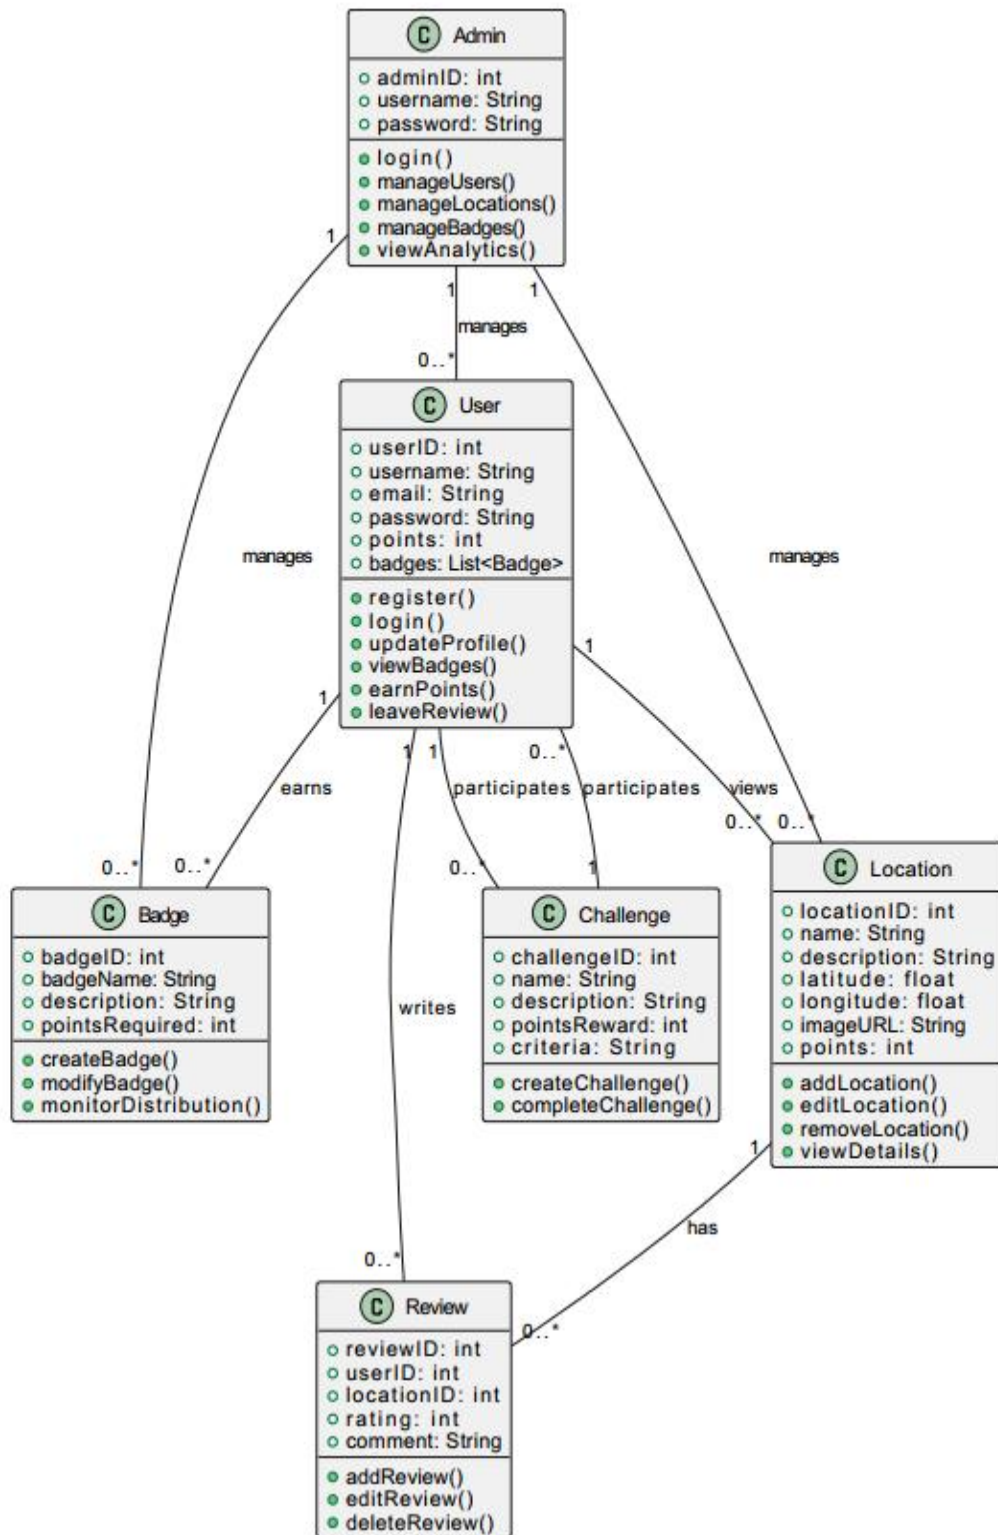 C Admin
adminID: int
username: String
password: String
login()
manageUsers()
manageLocations()
manageBadges()
viewAnalytics()
1
1
1
manages
0..*
C User
userID: int
username: String
email: String
password: String
points: int
badges: List<Badge>
register()
login()
updateProfile()
viewBadges()
earnPoints()
leaveReview()
manages
manages
1
1
1
1
0..*
earns
participates
participates
views
0..*
0..*
0..*
1
0..*
0..*
C Badge
badgeID: int
badgeName: String
description: String
pointsRequired: int
createBadge()
modifyBadge()
monitorDistribution()
C Challenge
challengeID: int
name: String
description: String
pointsReward: int
criteria: String
createChallenge()
completeChallenge()
C Location
locationID: int
name: String
description: String
latitude: float
longitude: float
imageURL: String
points: int
addLocation()
editLocation()
removeLocation()
viewDetails()
writes
1
has
0..*
0..*
C Review
reviewID: int
userID: int
locationID: int
rating: int
comment: String
addReview()
editReview()
deleteReview()